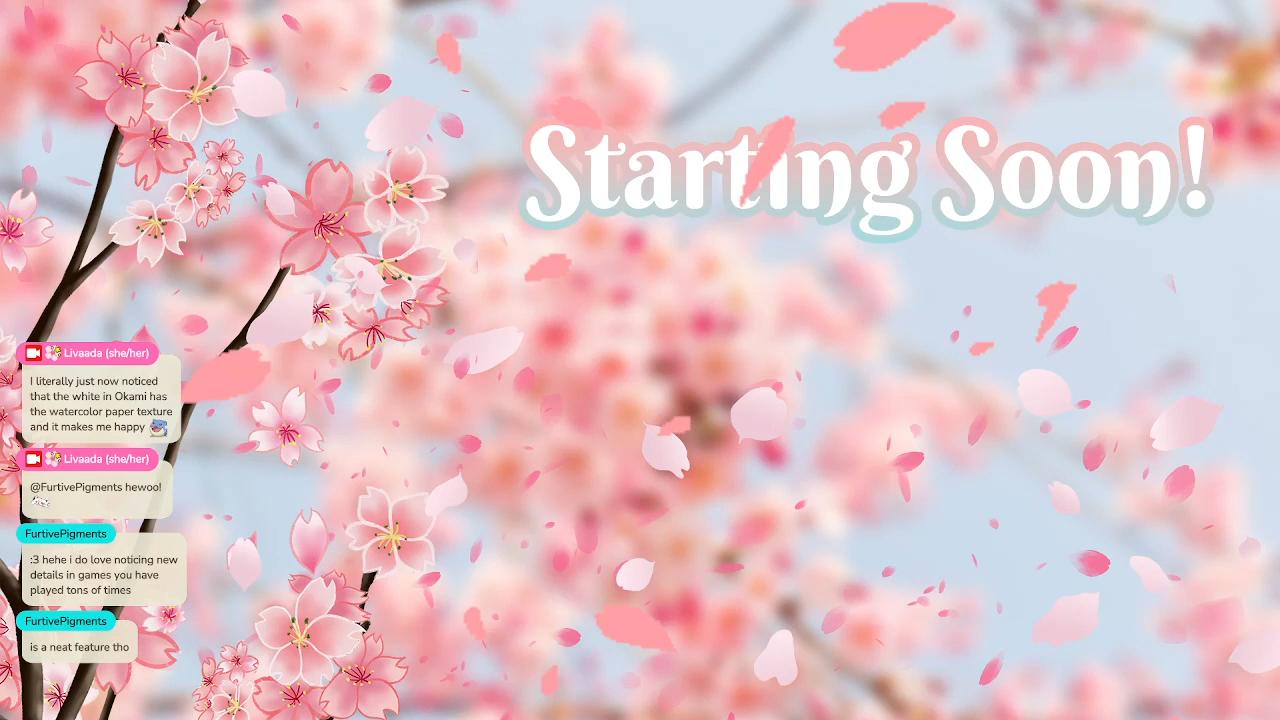 Starting Soon!
Livaada (she/her)
I literally just now noticed
that the white in Okami has
the watercolor paper texture
and it makes me happy
Livaada (she/her)
@FurtivePigments hewoo!
FurtivePigments
:3 hehe i do love noticing new
details in games you have
played tons of times
FurtivePigments
is a neat feature tho